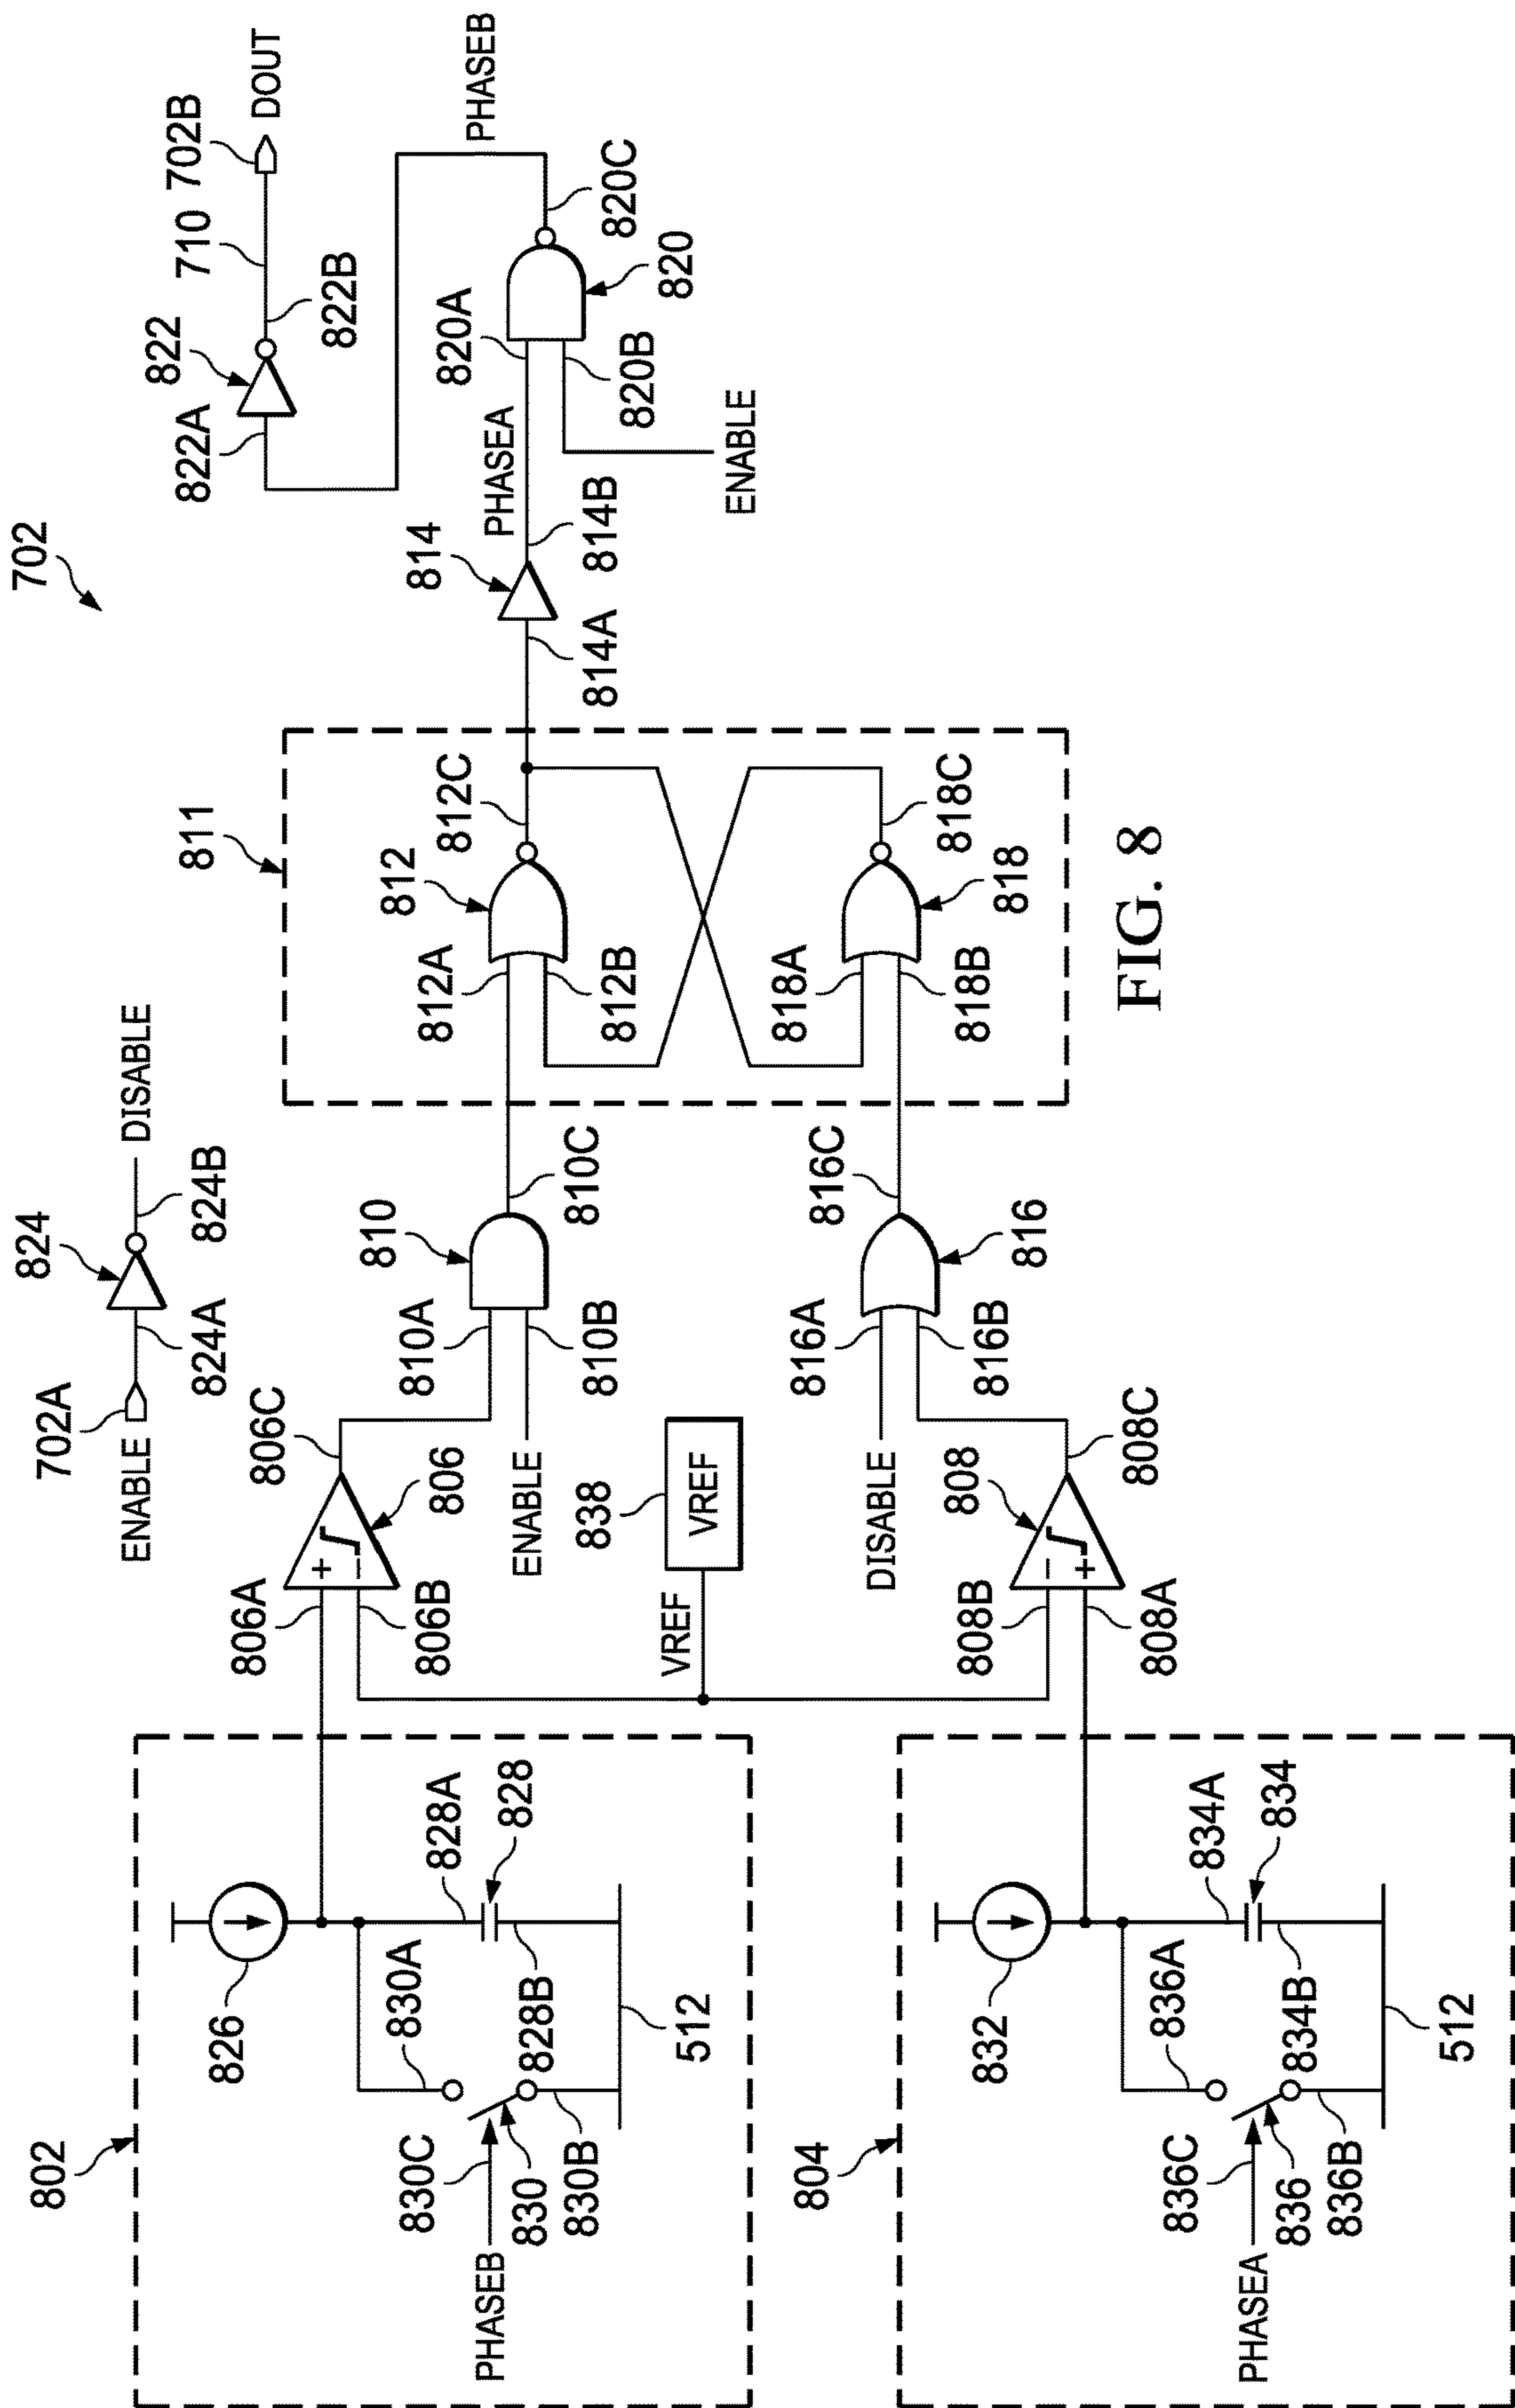 702
702A
ENABLE
824
824A
824B
DISABLE
802
826
830A
828A
828
828B
830C
830
830B
PHASEB
512
806A
806B
806C
806
810A
810
ENABLE
810B
810C
811
812A
812
812B
812C
814A
814
814B
PHASEA
820A
820B
ENABLE
820
820C
PHASEB
822A
822
822B
710
702B
DOUT
VREF
838
VREF
804
832
836A
834A
834
834B
836C
836
836B
PHASEA
512
808B
808A
808
808C
DISABLE
816A
816B
816
816C
818A
818B
818
818C
+
−
−
+
FIG. 8